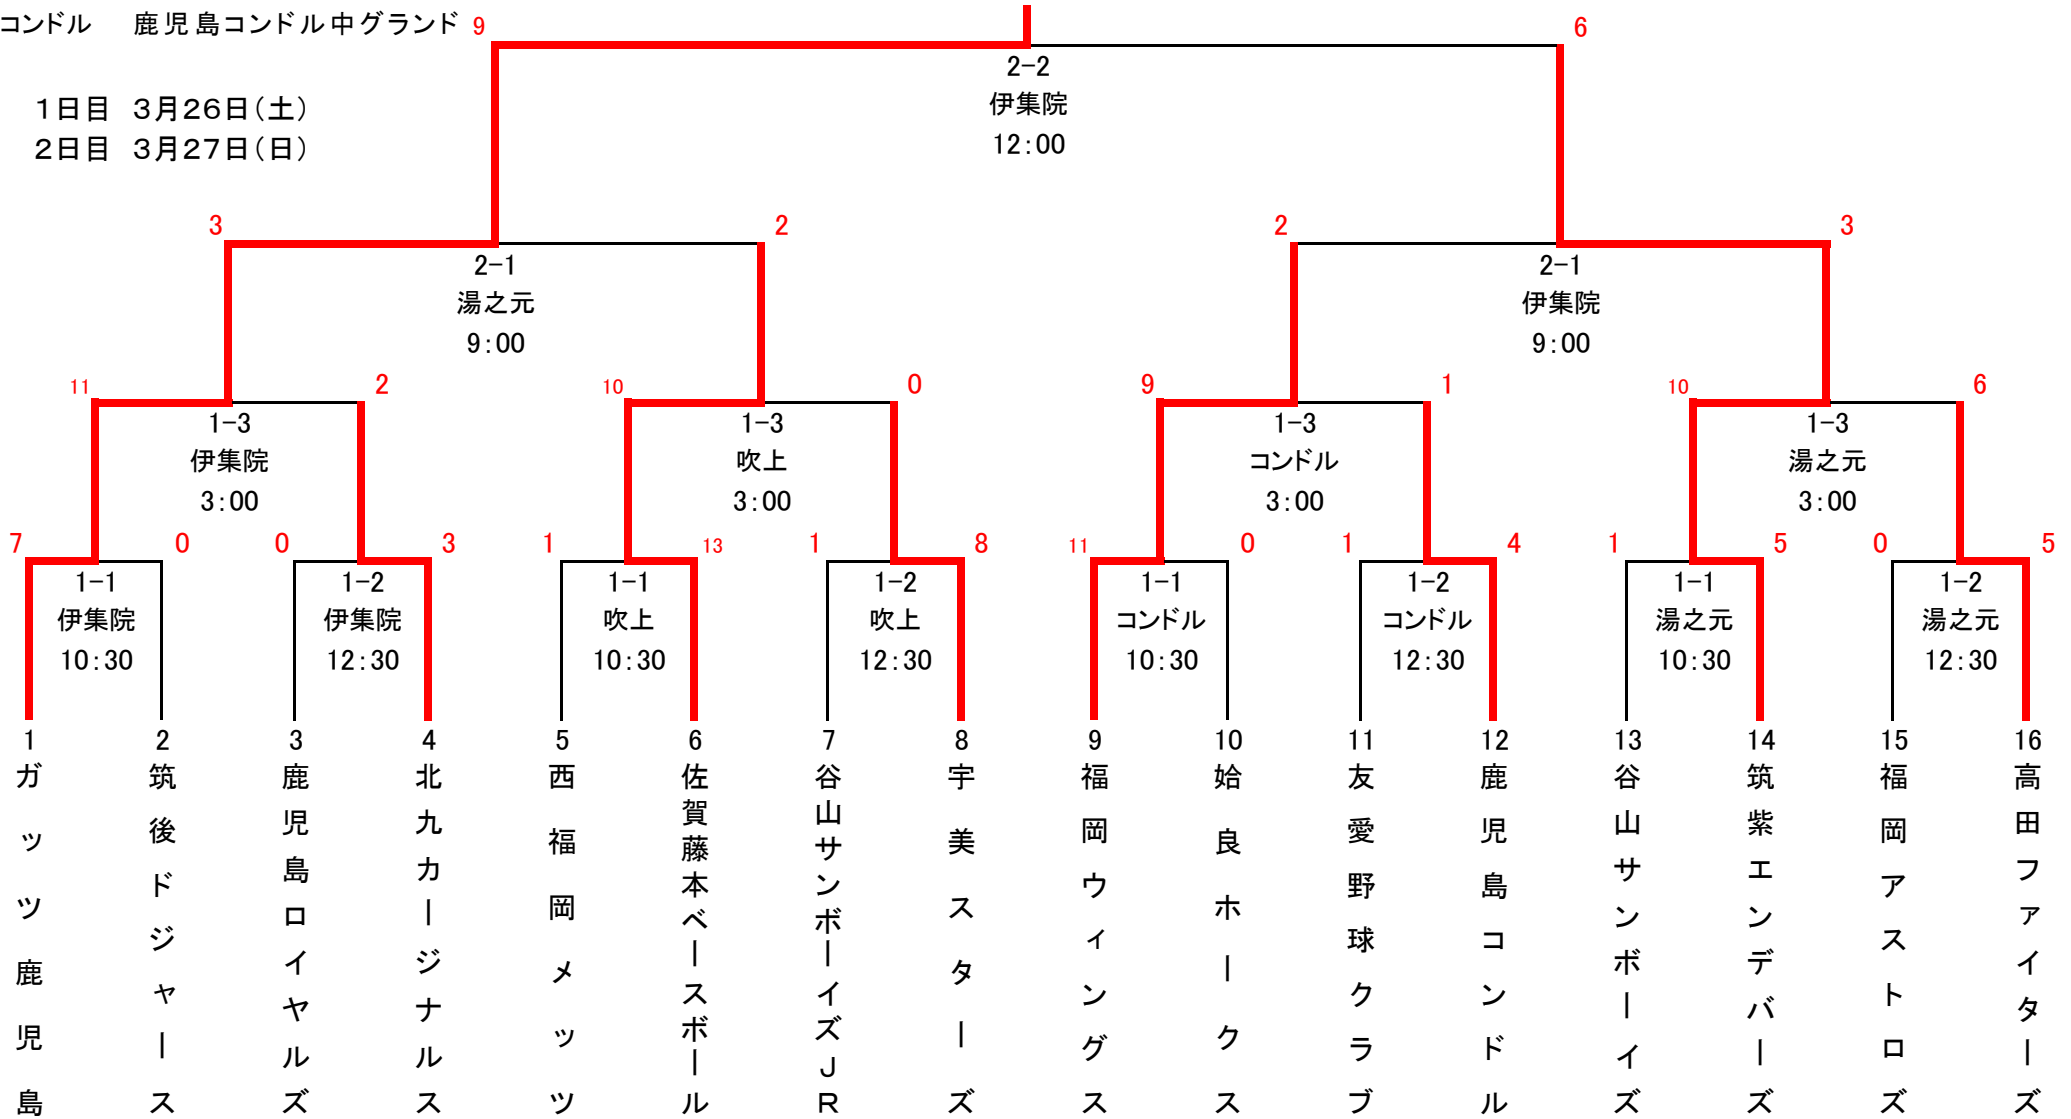 コンドル 鹿児島コンドル中グランド
9 6
2-2
伊集院
12:00
1日目 3月26日(土)
2日目 3月27日(日)
3 2 2 3
2-1 2-1
湯之元 伊集院
9:00 9:00
11 2 10 0 9 1 10 6
1-3 1-3 1-3 1-3
伊集院 吹上 コンドル 湯之元
3:00 3:00 3:00 3:00
7 0 0 3 1 13 1 8 11 0 1 4 1 5 0 5
1-1 1-2 1-1 1-2 1-1 1-2 1-1 1-2
伊集院 伊集院 吹上 吹上 コンドル コンドル 湯之元 湯之元
10:30 12:30 10:30 12:30 10:30 12:30 10:30 12:30
1 ガッツ鹿児島
2 筑後ドジャース
3 鹿児島ロイヤルズ
4 北九カージナルス
5 西福岡メッツ
6 佐賀藤本ベースボール
7 谷山サンボーイズJR
8 宇美スターズ
9 福岡ウィングス
10 姶良ホークス
11 友愛野球クラブ
12 鹿児島コンドル
13 谷山サンボーイズ
14 筑紫エンデバーズ
15 福岡アストロズ
16 高田ファイターズ